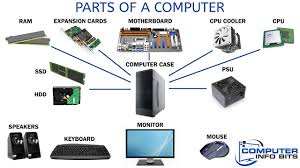 PARTS OF A COMPUTER
RAM
EXPANSION CARDS
MOTHERBOARD
CPU COOLER
CPU
SSD
COMPUTER CASE
PSU
HDD
SPEAKERS
KEYBOARD
MONITOR
MOUSE
COMPUTER
INFO BITS